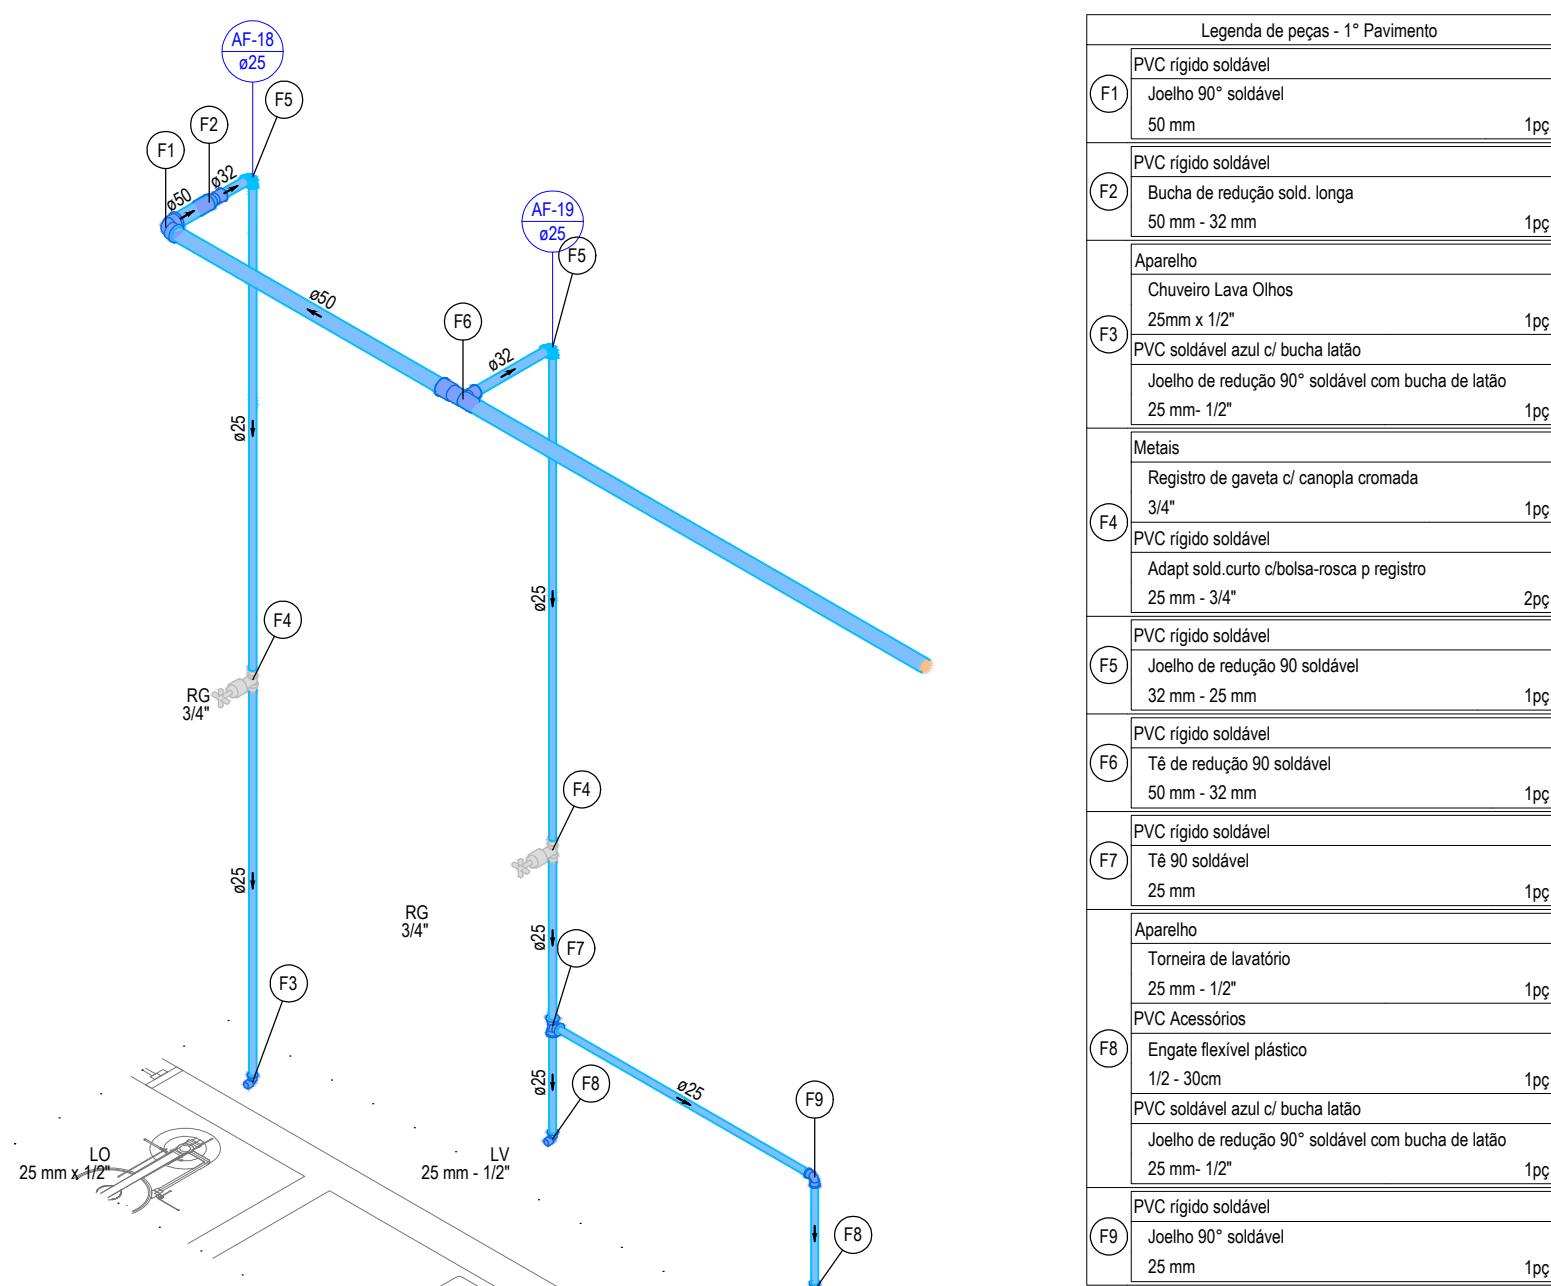 AF-18
ø25
F5
F2
F1
ø32
ø50
AF-19
ø25
F5
ø50
F6
ø32
ø25
ø25
F4
RG
3/4"
F4
ø25
RG
3/4"
ø25
F7
F3
ø25
F8
ø25
F9
LO
25 mm x 1/2"
LV
25 mm - 1/2"
F8
Legenda de peças - 1° Pavimento
F1
PVC rígido soldável
Joelho 90° soldável
50 mm 1pç
F2
PVC rígido soldável
Bucha de redução sold. longa
50 mm - 32 mm 1pç
F3
Aparelho
Chuveiro Lava Olhos
25mm x 1/2" 1pç
PVC soldável azul c/ bucha latão
Joelho de redução 90° soldável com bucha de latão
25 mm- 1/2" 1pç
F4
Metais
Registro de gaveta c/ canopla cromada
3/4" 1pç
PVC rígido soldável
Adapt sold.curto c/bolsa-rosca p registro
25 mm - 3/4" 2pç
F5
PVC rígido soldável
Joelho de redução 90 soldável
32 mm - 25 mm 1pç
F6
PVC rígido soldável
Tê de redução 90 soldável
50 mm - 32 mm 1pç
F7
PVC rígido soldável
Tê 90 soldável
25 mm 1pç
F8
Aparelho
Torneira de lavatório
25 mm - 1/2" 1pç
PVC Acessórios
Engate flexível plástico
1/2 - 30cm 1pç
PVC soldável azul c/ bucha latão
Joelho de redução 90° soldável com bucha de latão
25 mm- 1/2" 1pç
F9
PVC rígido soldável
Joelho 90° soldável
25 mm 1pç